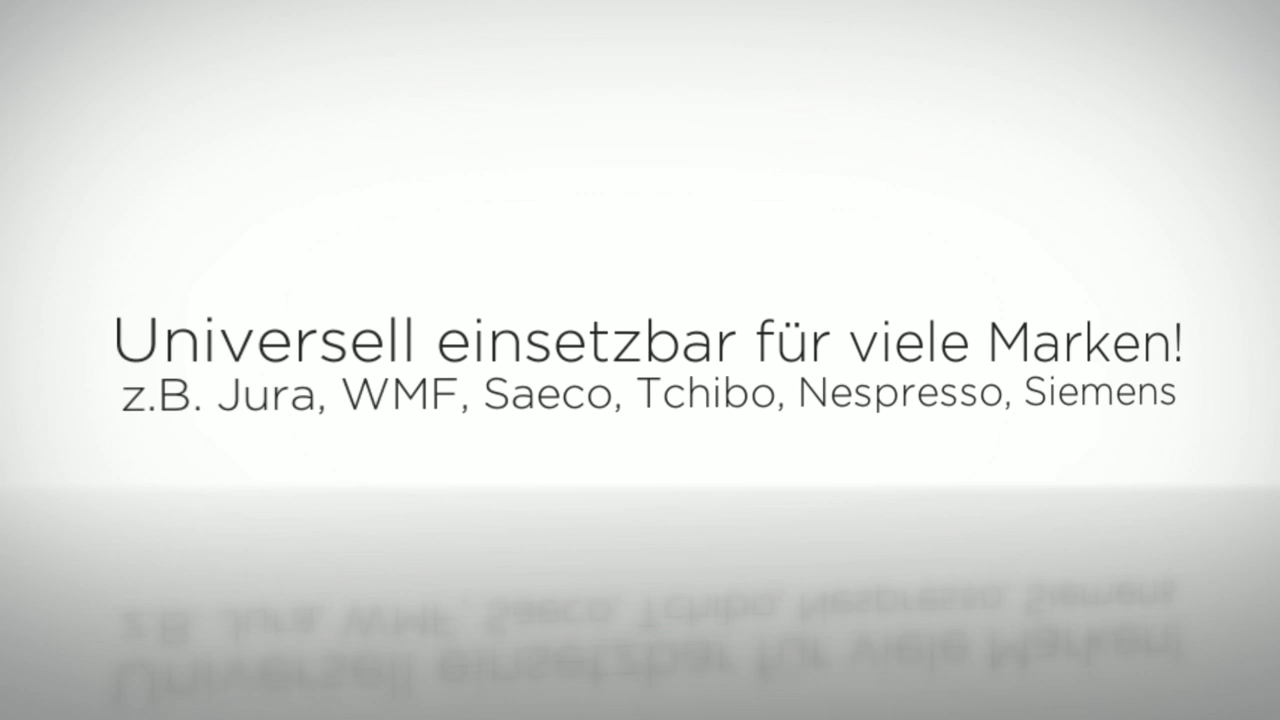 Universell einsetzbar für viele Marken!
z.B. Jura, WMF, Saeco, Tchibo, Nespresso, Siemens